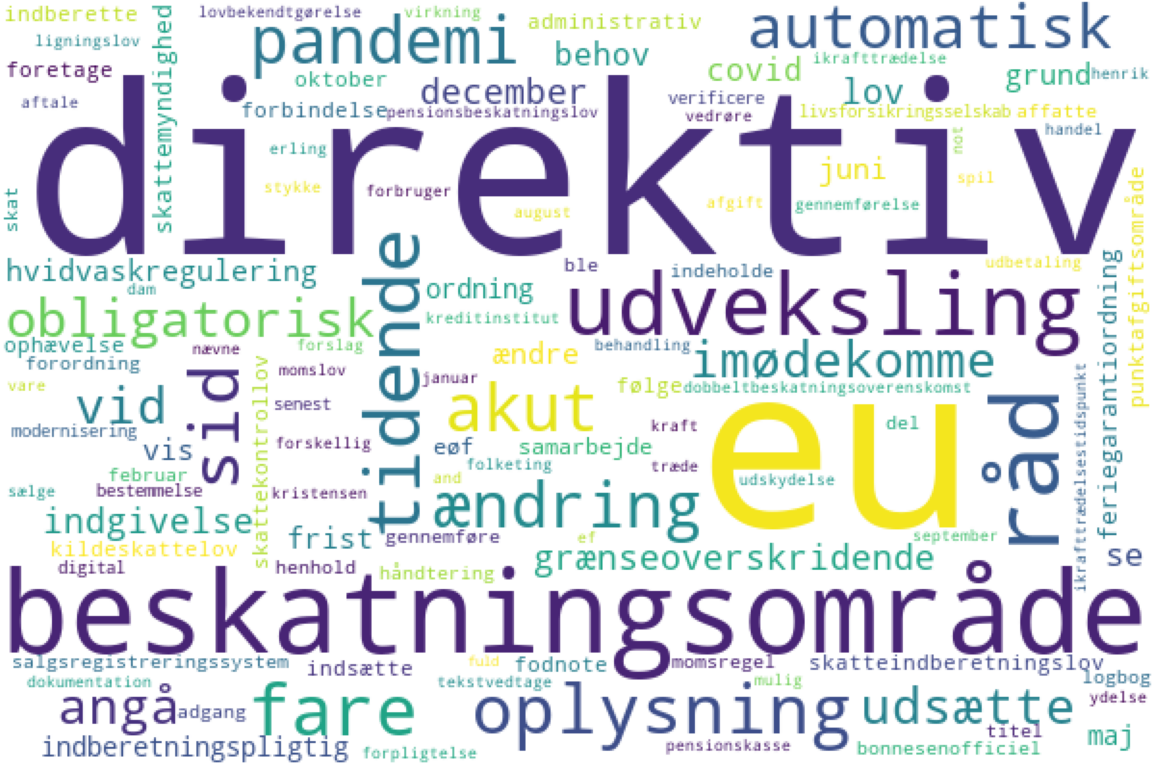 indberette
lovbekendtgørelse
virkning
administrativ
automatisk
ligningslov
skattemyndighed
pandemi
behov
ikrafttrædelse
foretage
oktober
covid
grund
henrik
aftale
december
verificere
lov
forbindelse
pensionsbeskatningslov
vedrøre
livsforsikringsselskab
affatte
handel
direktiv
erling
not
juni
stykke
forbruger
spil
skat
august
afgift
gennemførelse
punktafgiftsområde
tidende
hvidvaskregulering
ble
indeholde
udbetaling
dam
ordning
udveksling
feriegarantiordning
obligatorisk
kreditinstitut
ophævelse
nævne
forslag
ændre
behandling
imødekomme
forordning
skattekontrollov
momslov
januar
følge
dobbeltbeskatningsoverenskomst
ikrafttrædelsestidspunkt
vare
vid
sid
senest
akut
eu
råd
modernisering
forskellig
kraft
del
vis
eøf
samarbejde
februar
folketing
træde
sælge
bestemmelse
kristensen
and
udskydelse
indgivelse
ændring
frist
gennemføre
ef
september
kildeskattelov
grænseoverskridende
se
digital
henhold
håndtering
beskatningsområde
salgsregistreringssystem
indsætte
fuld
fodnote
momsregel
skatteindberetningslov
dokumentation
tekstvedtage
mulig
logbog
angå
adgang
fare
oplysning
udsætte
ydelse
titel
maj
indberetningspligtig
forpligtelse
pensionskasse
bonnesenofficiel